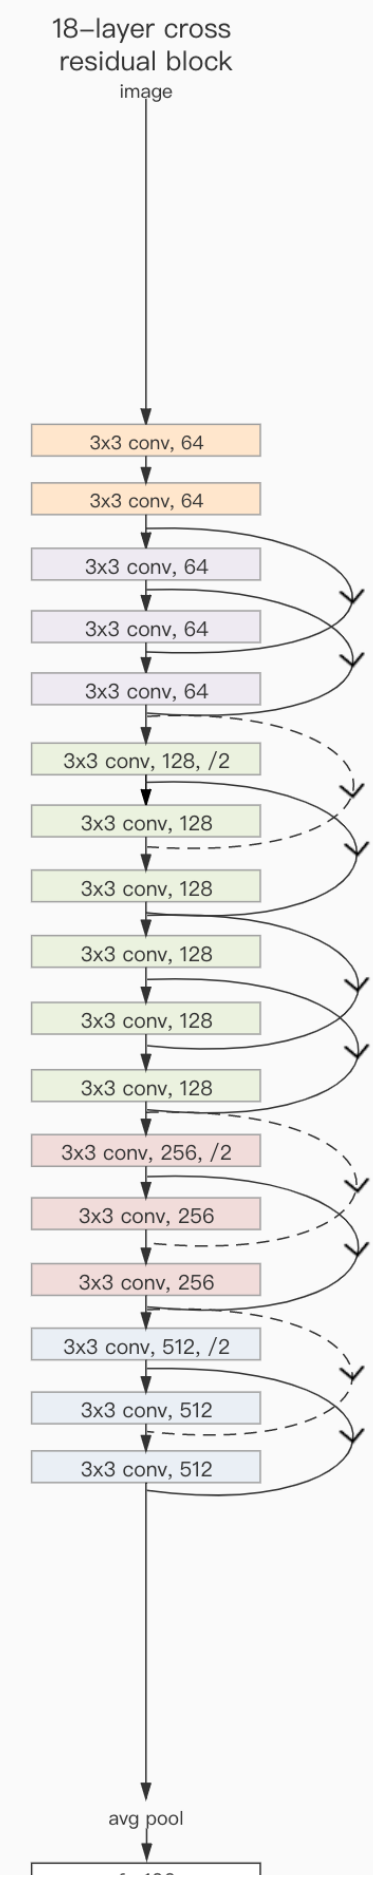 18-layer cross
residual block
image
3x3 conv, 64
3x3 conv, 64
3x3 conv, 64
3x3 conv, 64
3x3 conv, 64
3x3 conv, 128, /2
3x3 conv, 128
3x3 conv, 128
3x3 conv, 128
3x3 conv, 128
3x3 conv, 128
3x3 conv, 256, /2
3x3 conv, 256
3x3 conv, 256
3x3 conv, 512, /2
3x3 conv, 512
3x3 conv, 512
avg pool